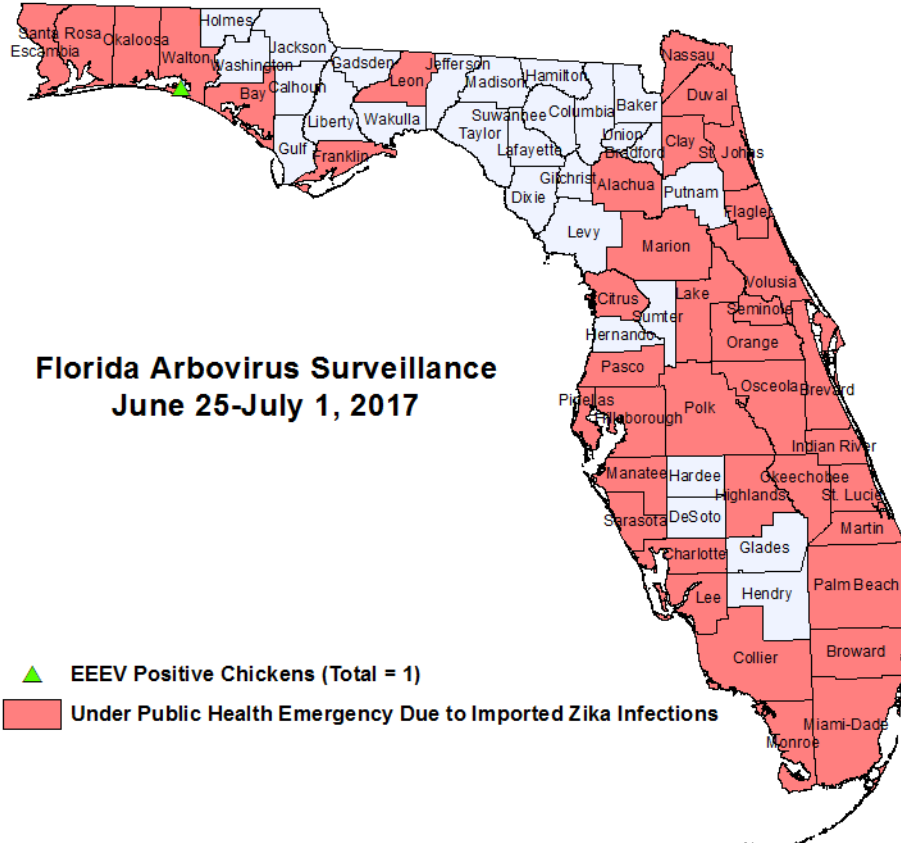 Holmes
Santa Rosa
Okaloosa
Jackson
Nassau
Escambia
Walton
Washington
Gadsden
Jefferson
Madison
Hamilton
Leon
Bay
Calhoun
Duval
Liberty
Wakulla
Suwannee
Columbia
Baker
Taylor
Union
Clay
St. Johns
Gulf
Franklin
Lafayette
Bradford
Gilchrist
Alachua
Putnam
Dixie
Flagler
Levy
Marion
Volusia
Citrus
Lake
Sumter
Seminole
Hernando
Orange
Florida Arbovirus Surveillance
June 25-July 1, 2017
Pasco
Osceola
Brevard
Pinellas
Hillsborough
Polk
Indian River
Manatee
Hardee
Okeechobee
Highlands
St. Lucie
Sarasota
DeSoto
Martin
Charlotte
Glades
Lee
Hendry
Palm Beach
Collier
Broward
EEEV Positive Chickens (Total = 1)
Under Public Health Emergency Due to Imported Zika Infections
Miami-Dade
Monroe